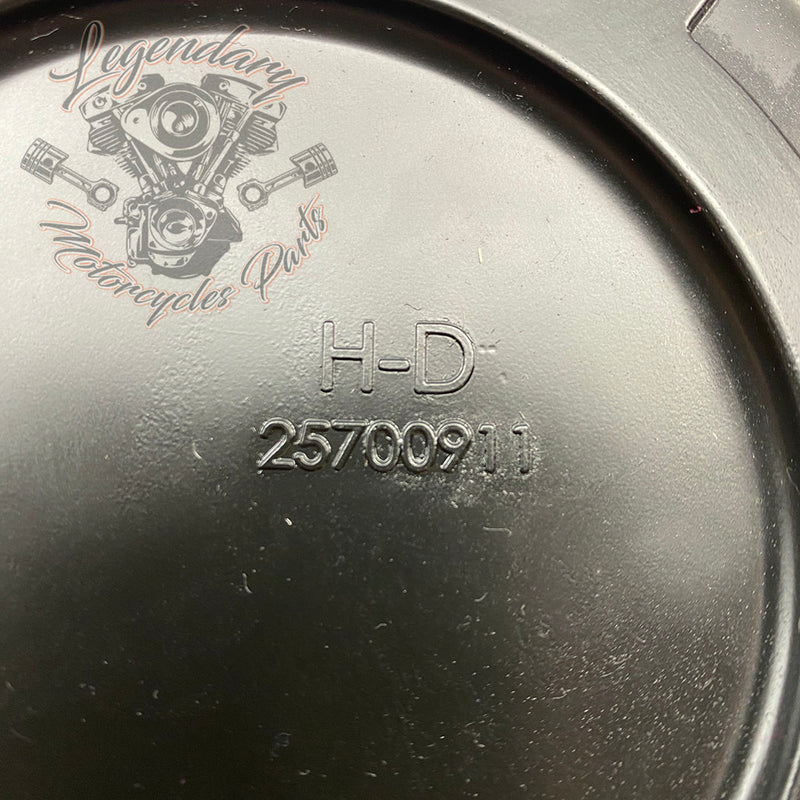 Legendary
Motorcycles Parts
H-D
25700911